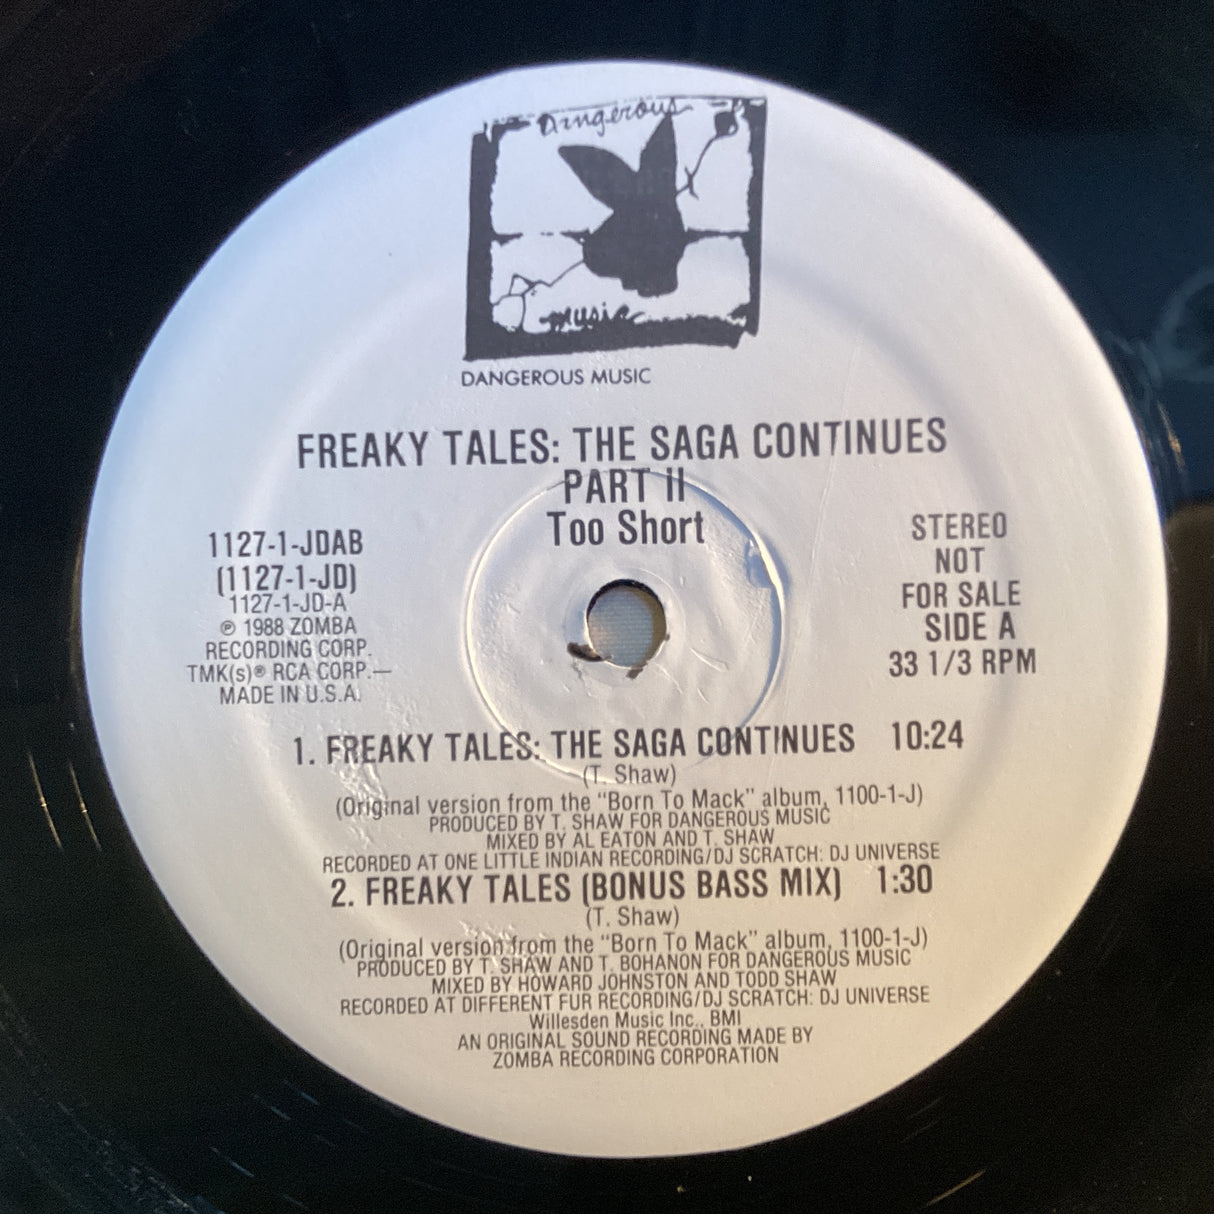 Dangerous
Music
DANGEROUS MUSIC
FREAKY TALES: THE SAGA CONTINUES
PART II
Too Short
1127-1-JDAB
(1127-1-JD)
1127-1-JD-A
℗ 1988 ZOMBA
RECORDING CORP.
TMK(s)® RCA CORP.—
MADE IN U.S.A.
STEREO
NOT
FOR SALE
SIDE A
33 1/3 RPM
1. FREAKY TALES: THE SAGA CONTINUES 10:24
(T. Shaw)
(Original version from the "Born To Mack" album, 1100-1-J)
PRODUCED BY T. SHAW FOR DANGEROUS MUSIC
MIXED BY AL EATON AND T. SHAW
RECORDED AT ONE LITTLE INDIAN RECORDING/DJ SCRATCH: DJ UNIVERSE
2. FREAKY TALES (BONUS BASS MIX) 1:30
(T. Shaw)
(Original version from the "Born To Mack" album, 1100-1-J)
PRODUCED BY T. SHAW AND T. BOHANON FOR DANGEROUS MUSIC
MIXED BY HOWARD JOHNSTON AND TODD SHAW
RECORDED AT DIFFERENT FUR RECORDING/DJ SCRATCH: DJ UNIVERSE
Willesden Music Inc., BMI
AN ORIGINAL SOUND RECORDING MADE BY
ZOMBA RECORDING CORPORATION